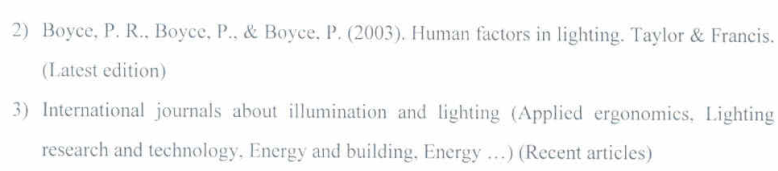 2) Boyce, P. R., Boyce, P., & Boyce, P. (2003). Human factors in lighting. Taylor & Francis.
(Latest edition)
3) International journals about illumination and lighting (Applied ergonomics, Lighting
research and technology, Energy and building, Energy ...) (Recent articles)